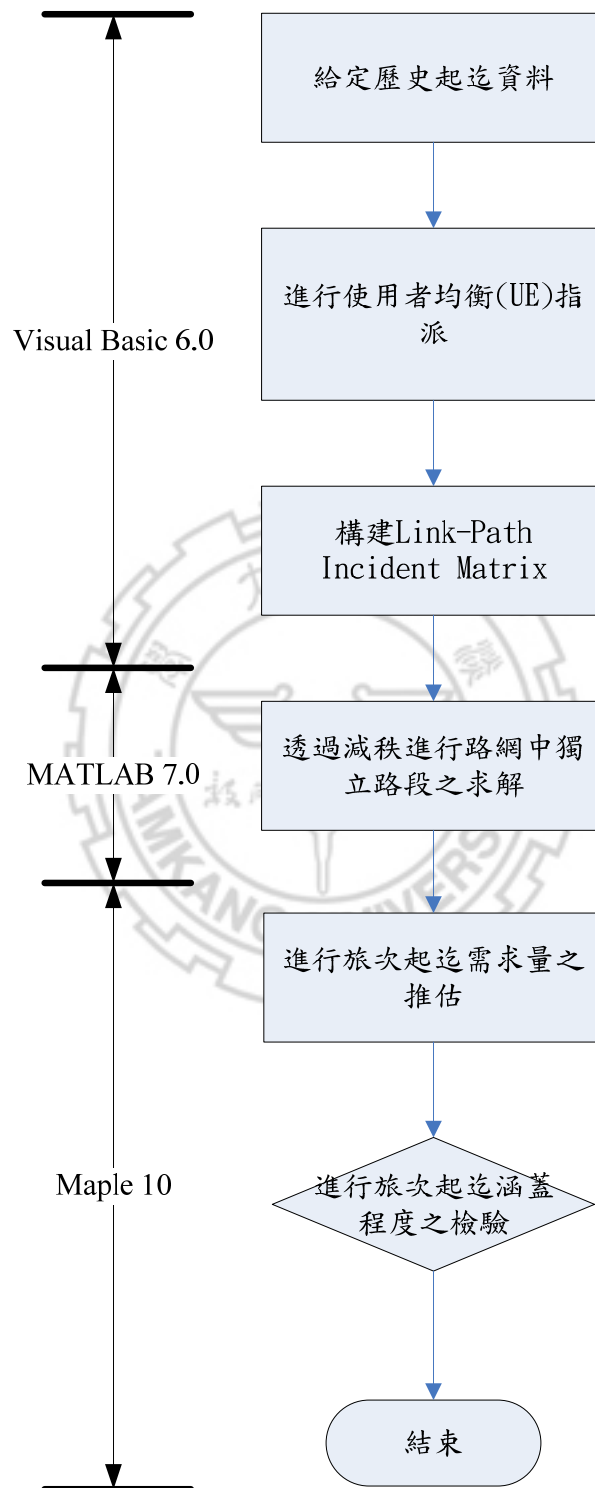 給定歷史起迄資料
進行使用者均衡(UE)指
派
Visual Basic 6.0
構建Link-Path
Incident Matrix
透過減秩進行路網中獨
立路段之求解
MATLAB 7.0
進行旅次起迄需求量之
推估
進行旅次起迄涵蓋
程度之檢驗
Maple 10
結束